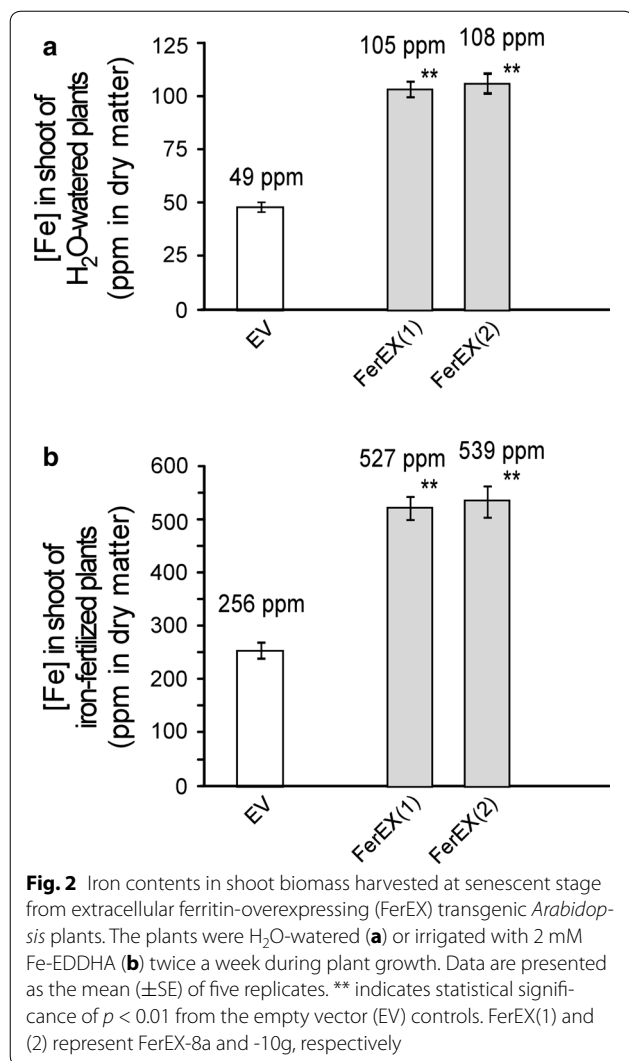 a
[Fe] in shoot of
H₂O-watered plants
(ppm in dry matter)
125
100
75
50
25
0
49 ppm
105 ppm
**
108 ppm
**
EV
FerEX(1)
FerEX(2)
b
[Fe] in shoot of
iron-fertilized plants
(ppm in dry matter)
600
500
400
300
250
200
100
0
256 ppm
527 ppm
**
539 ppm
**
EV
FerEX(1)
FerEX(2)
Fig. 2 Iron contents in shoot biomass harvested at senescent stage
from extracellular ferritin-overexpressing (FerEX) transgenic Arabidop-
sis plants. The plants were H₂O-watered (a) or irrigated with 2 mM
Fe-EDDHA (b) twice a week during plant growth. Data are presented
as the mean (±SE) of five replicates. ** indicates statistical signifi-
cance of p < 0.01 from the empty vector (EV) controls. FerEX(1) and
(2) represent FerEX-8a and -10g, respectively